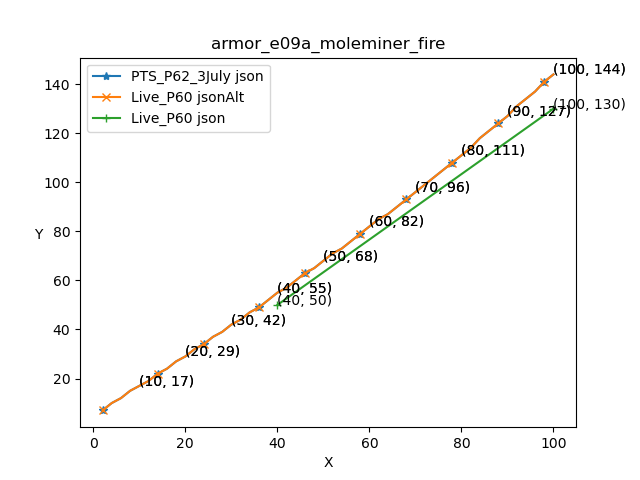 armor_e09a_moleminer_fire
PTS_P62_3July json
Live_P60 jsonAlt
Live_P60 json
(100, 144)
(100, 130)
(90, 127)
(80, 111)
(70, 96)
(60, 82)
(50, 68)
(40, 55)
(40, 50)
(30, 42)
(20, 29)
(10, 17)
140
120
100
80
60
40
20
Y
0 20 40 60 80 100
X